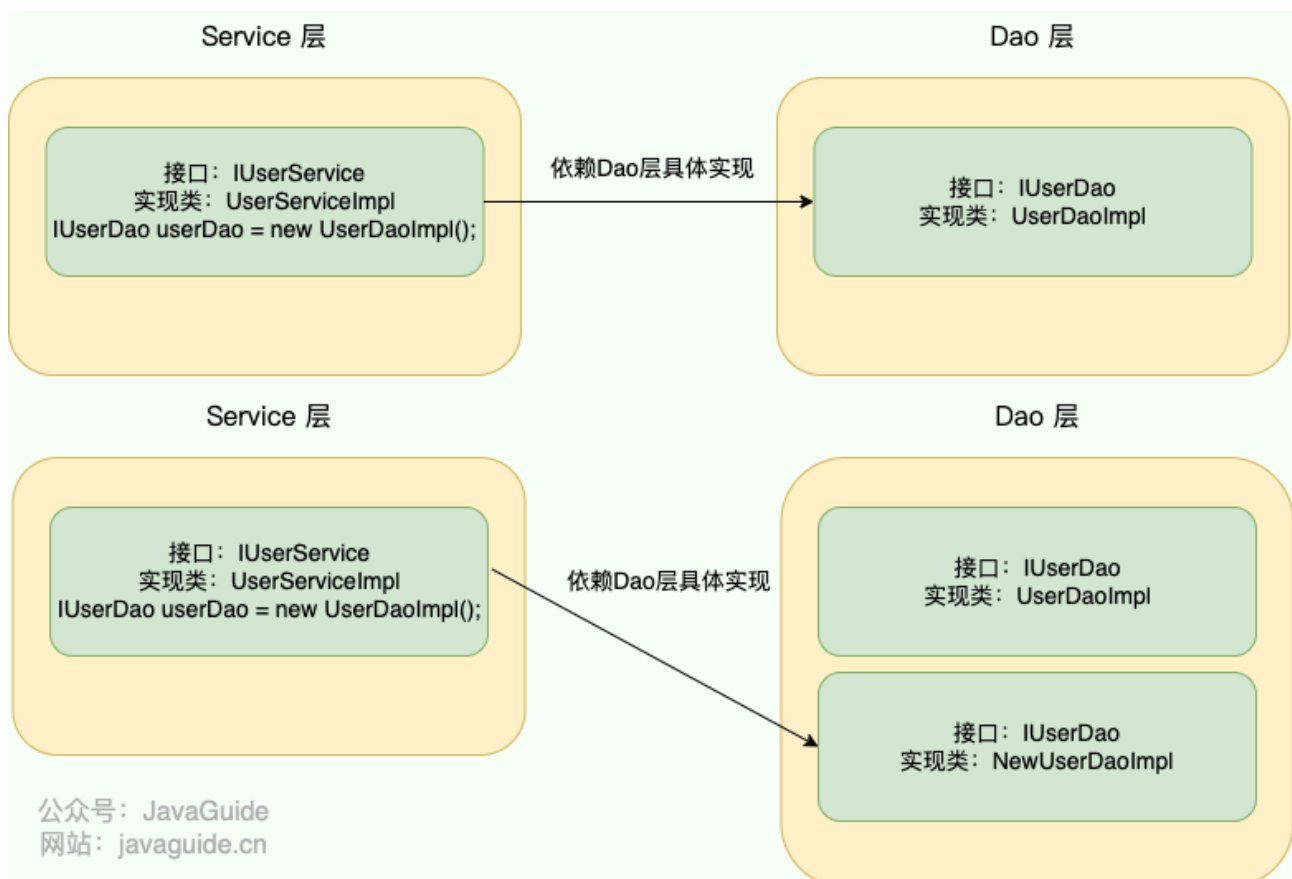 Service 层
Dao 层
接口：IUserService
实现类：UserServiceImpl
IUserDao userDao = new UserDaoImpl();
依赖Dao层具体实现
接口：IUserDao
实现类：UserDaoImpl
Service 层
Dao 层
接口：IUserService
实现类：UserServiceImpl
IUserDao userDao = new UserDaoImpl();
依赖Dao层具体实现
接口：IUserDao
实现类：UserDaoImpl
接口：IUserDao
实现类：NewUserDaoImpl
公众号：JavaGuide
网站：javaguide.cn